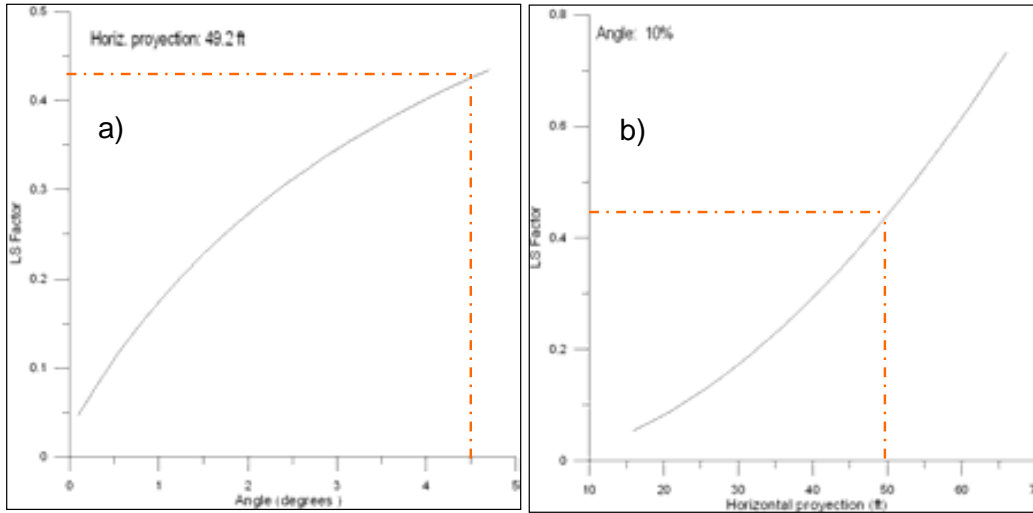 0.5
Horiz. proyection: 49.2 ft
0.4
a)
0.3
LS Factor
0.2
0.1
0
0 1 2 3 4 5
Angle (degrees )
0.8
Angle: 10%
0.6
b)
0.4
LS Factor
0.2
0
10 20 30 40 50 60 70
Horizontal proyection (ft)